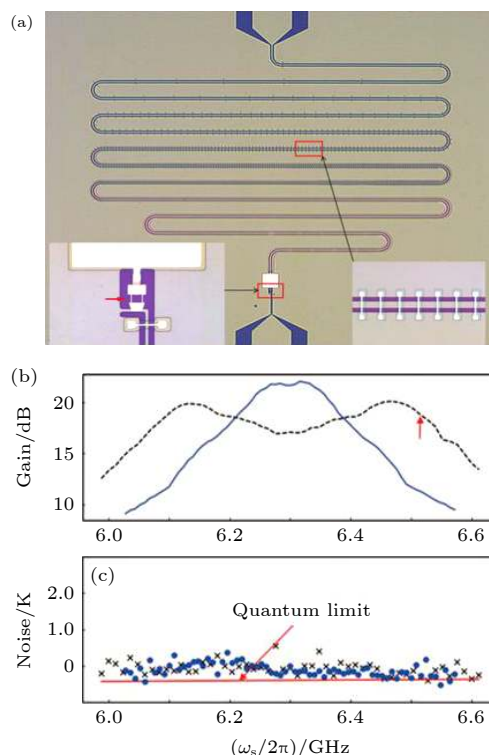 (a)
(b)
Gain/dB
20
15
10
6.0 6.2 6.4 6.6
(c)
Noise/K
2.0
1.0
0
Quantum limit
6.0 6.2 6.4 6.6
(ωs/2π)/GHz